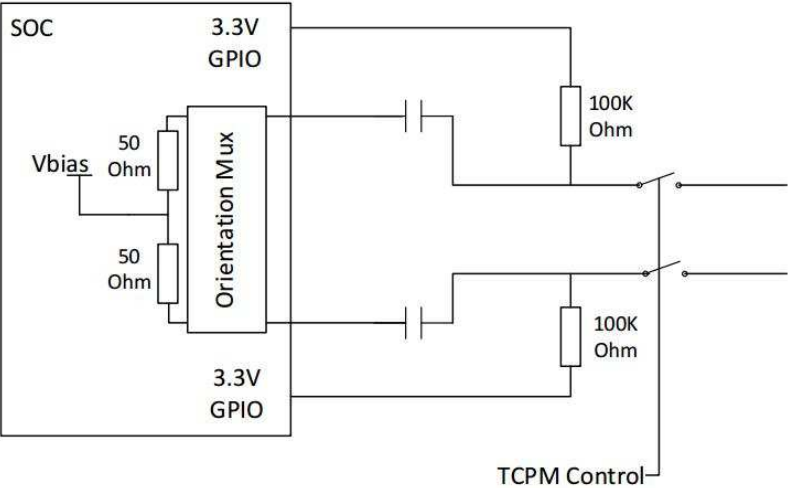 SOC
3.3V
GPIO
100K
Ohm
50
Ohm
Vbias
Orientation Mux
50
Ohm
100K
Ohm
3.3V
GPIO
TCPM Control